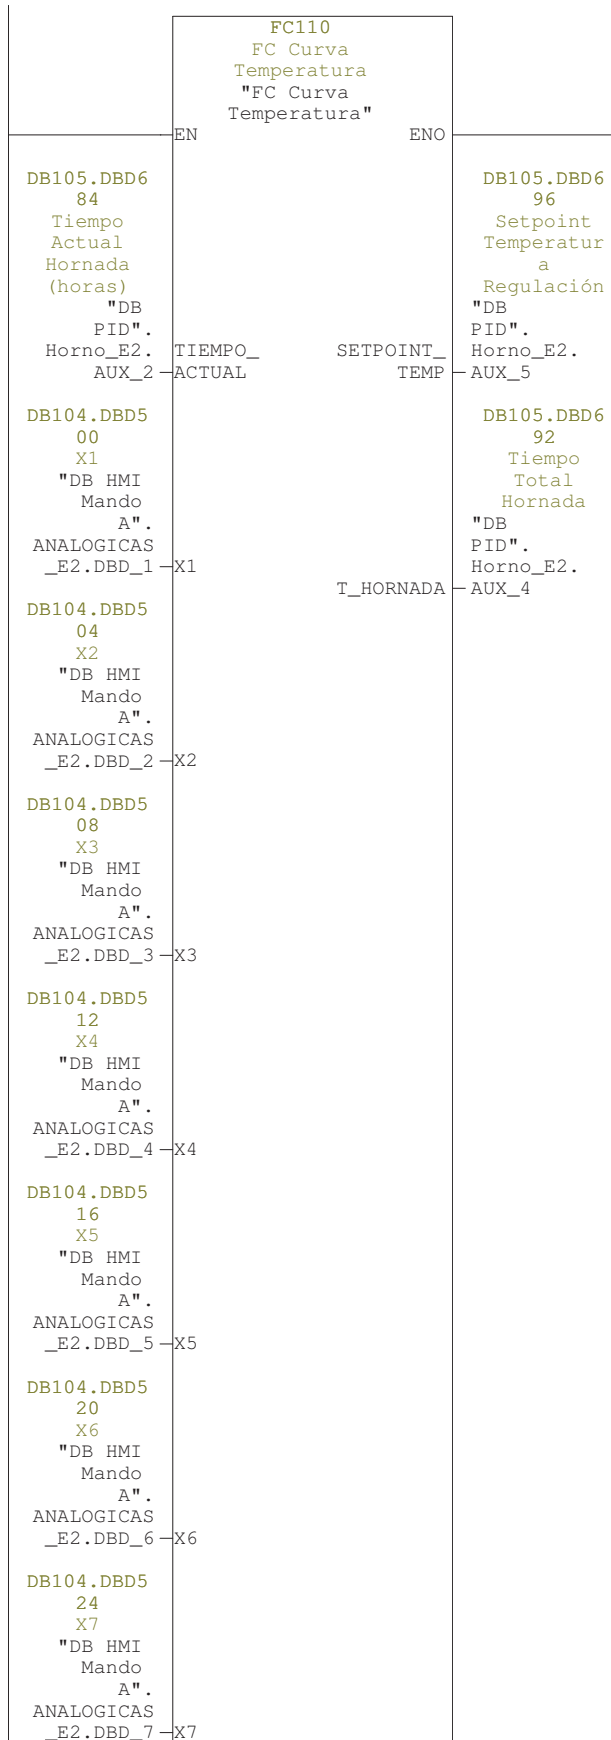 FC110
FC Curva
Temperatura
"FC Curva
Temperatura"
EN ENO
DB105.DBD6
84
Tiempo
Actual
Hornada
(horas)
"DB
PID".
Horno_E2.
AUX_2
TIEMPO_
ACTUAL
SETPOINT_
TEMP
DB105.DBD6
96
Setpoint
Temperatur
a
Regulación
"DB
PID".
Horno_E2.
AUX_5
DB104.DBD5
00
X1
"DB HMI
Mando
A".
ANALOGICAS
_E2.DBD_1 X1
T_HORNADA
DB105.DBD6
92
Tiempo
Total
Hornada
"DB
PID".
Horno_E2.
AUX_4
DB104.DBD5
04
X2
"DB HMI
Mando
A".
ANALOGICAS
_E2.DBD_2 X2
DB104.DBD5
08
X3
"DB HMI
Mando
A".
ANALOGICAS
_E2.DBD_3 X3
DB104.DBD5
12
X4
"DB HMI
Mando
A".
ANALOGICAS
_E2.DBD_4 X4
DB104.DBD5
16
X5
"DB HMI
Mando
A".
ANALOGICAS
_E2.DBD_5 X5
DB104.DBD5
20
X6
"DB HMI
Mando
A".
ANALOGICAS
_E2.DBD_6 X6
DB104.DBD5
24
X7
"DB HMI
Mando
A".
ANALOGICAS
_E2.DBD_7 X7